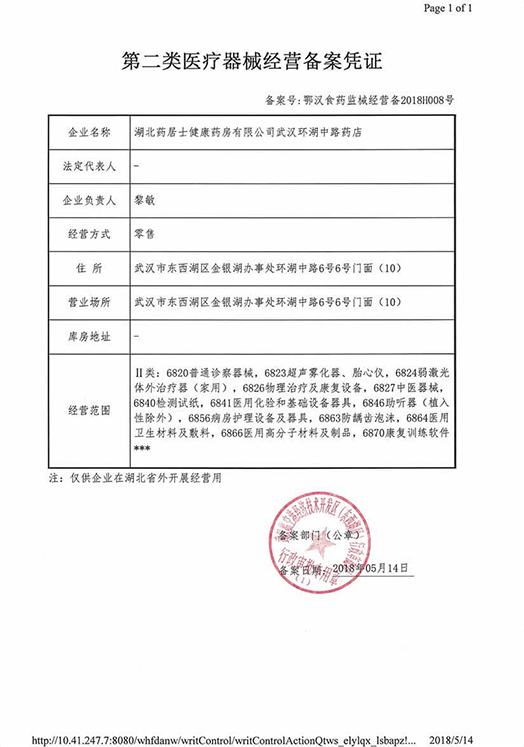 Page 1 of 1
第二类医疗器械经营备案凭证
备案号:鄂汉食药监械经营备2018H008号
企业名称 湖北药居士健康药房有限公司武汉环湖中路药店
法定代表人 -
企业负责人 黎敏
经营方式 零售
住 所 武汉市东西湖区金银湖办事处环湖中路6号6号门面（10）
营业场所 武汉市东西湖区金银湖办事处环湖中路6号6号门面（10）
库房地址 -
经营范围
Ⅱ类: 6820普通诊察器械, 6823超声雾化器、胎心仪, 6824弱激光
体外治疗器（家用）, 6826物理治疗及康复设备, 6827中医器械,
6840检测试纸, 6841医用化验和基础设备器具, 6846助听器（植入
性除外）, 6856病房护理设备及器具, 6863防龋齿泡沫, 6864医用
卫生材料及敷料, 6866医用高分子材料及制品, 6870康复训练软件
***
注: 仅供企业在湖北省外开展经营用
备案部门（公章）
备案日期: 2018年05月14日
行政审批专用章
(1)
http://10.41.247.7:8080/whfdanw/writControl/writControlActionQtws_elylqx_lsbapz!... 2018/5/14